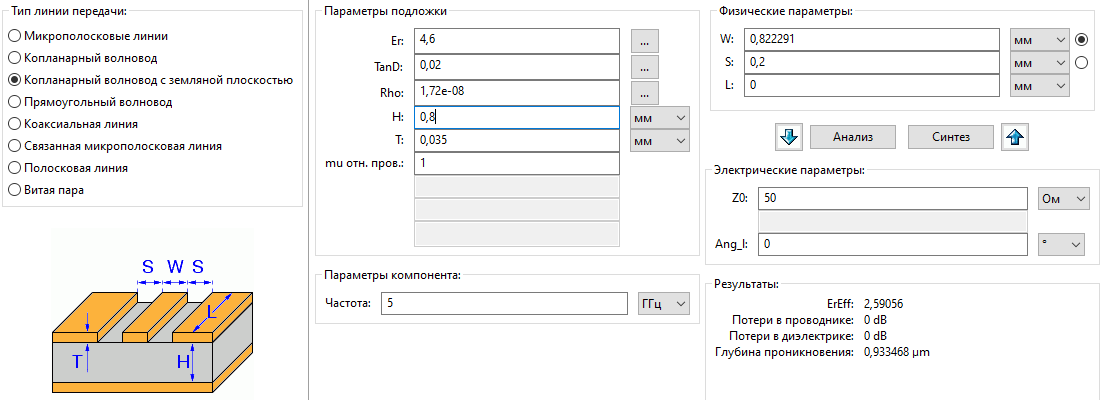 Тип линии передачи:
Микрополосковые линии
Копланарный волновод
Копланарный волновод с земляной плоскостью
Прямоугольный волновод
Коаксиальная линия
Связанная микрополосковая линия
Полосковая линия
Витая пара
S W S
L
T
H
Параметры подложки
Er: 4,6 ...
TanD: 0,02 ...
Rho: 1,72e-08 ...
H: 0,8 мм
T: 0,035 мм
mu отн. пров.: 1
Параметры компонента:
Частота: 5 ГГц
Физические параметры:
W: 0,822291 мм
S: 0,2 мм
L: 0 мм
Анализ Синтез
Электрические параметры:
Z0: 50 Ом
Ang_l: 0 °
Результаты:
ErEff: 2,59056
Потери в проводнике: 0 dB
Потери в диэлектрике: 0 dB
Глубина проникновения: 0,933468 µm